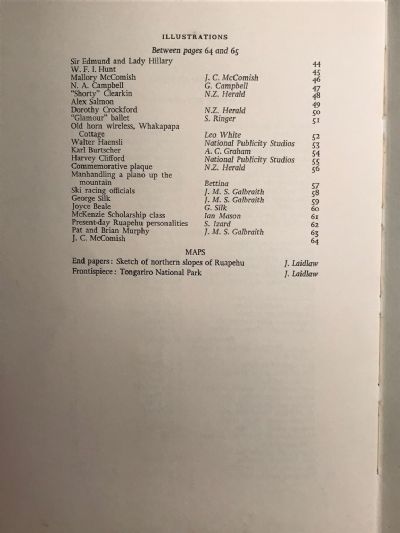 ILLUSTRATIONS
Between pages 64 and 65
Sir Edmund and Lady Hillary 44
W. F. I. Hunt 45
Mallory McComish J. C. McComish 46
N. A. Campbell G. Campbell 47
"Shorty" Clearkin N.Z. Herald 48
Alex Salmon 49
Dorothy Crockford N.Z. Herald 50
"Glamour" ballet S. Ringer 51
Old horn wireless, Whakapapa
Cottage Leo White 52
Walter Haensli National Publicity Studios 53
Karl Burtscher A. C. Graham 54
Harvey Clifford National Publicity Studios 55
Commemorative plaque N.Z. Herald 56
Manhandling a piano up the
mountain Bettina 57
Ski racing officials J. M. S. Galbraith 58
George Silk J. M. S. Galbraith 59
Joyce Beale G. Silk 60
McKenzie Scholarship class Ian Mason 61
Present-day Ruapehu personalities S. Izard 62
Pat and Brian Murphy J. M. S. Galbraith 63
J. C. McComish 64
MAPS
End papers: Sketch of northern slopes of Ruapehu J. Laidlaw
Frontispiece: Tongariro National Park J. Laidlaw